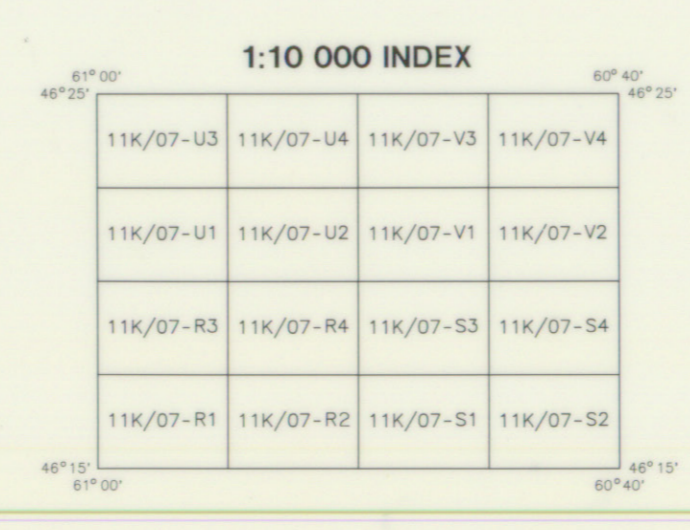 1:10 000 INDEX
61° 00' 60° 40'
46° 25' 46° 25'
11K/07-U3 11K/07-U4 11K/07-V3 11K/07-V4
11K/07-U1 11K/07-U2 11K/07-V1 11K/07-V2
11K/07-R3 11K/07-R4 11K/07-S3 11K/07-S4
11K/07-R1 11K/07-R2 11K/07-S1 11K/07-S2
46° 15' 46° 15'
61° 00' 60° 40'